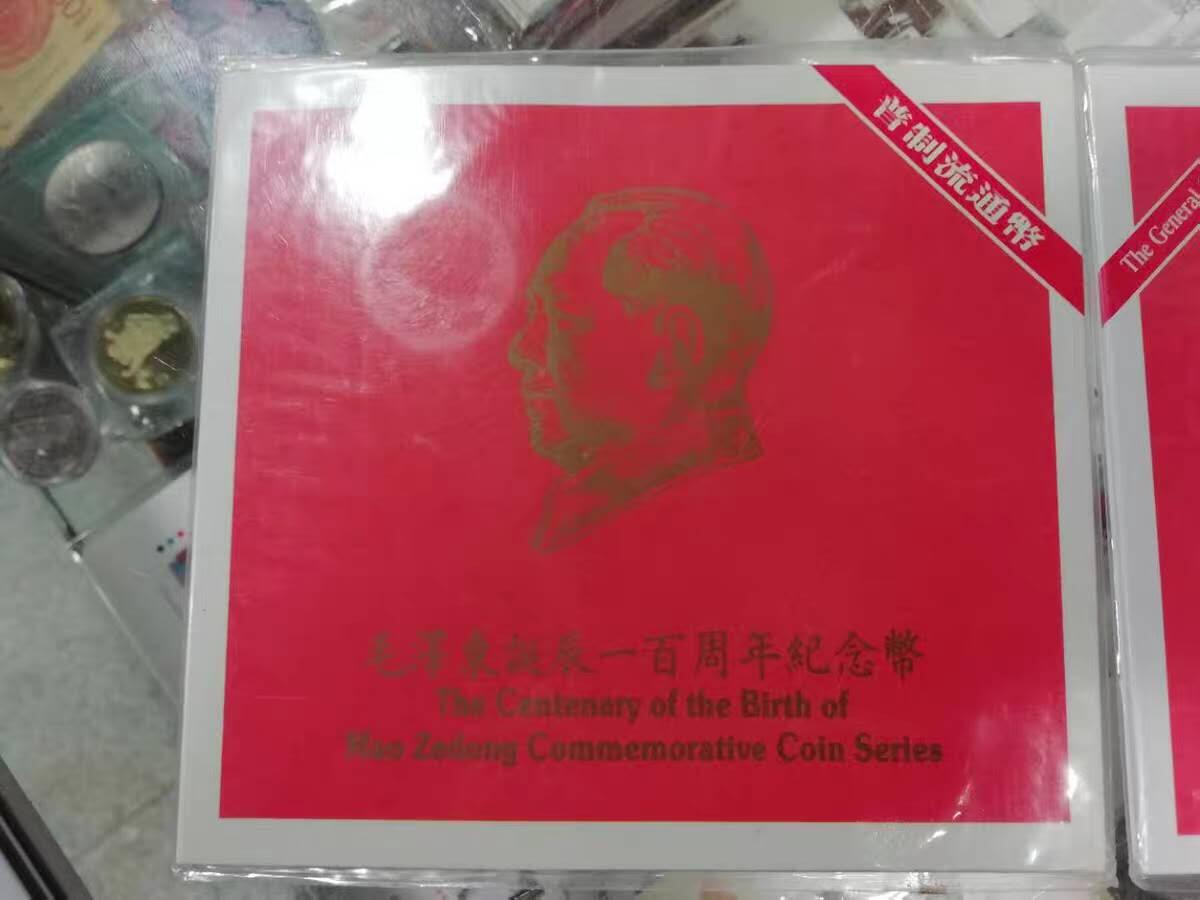 普制流通幣
The General
毛澤東誕辰一百周年紀念幣
The Centenary of the Birth of
Mao Zedong Commemorative Coin Series